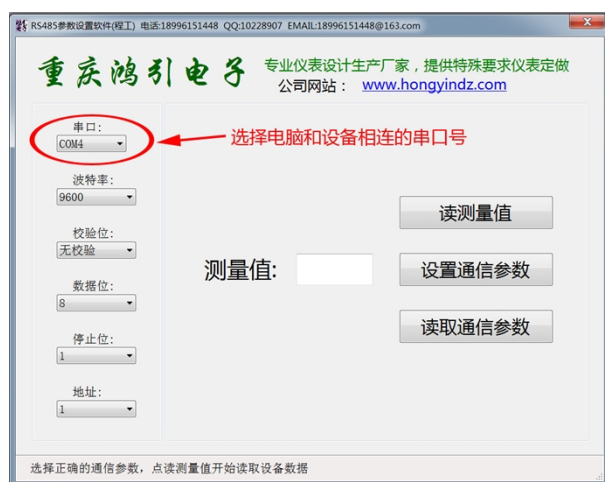 RS485参数设置软件(程工) 电话:18996151448 QQ:10228907 EMAIL:18996151448@163.com
重庆鸿引电子
专业仪表设计生产厂家，提供特殊要求仪表定做
公司网站： www.hongyindz.com
串口:
COM4
选择电脑和设备相连的串口号
波特率:
9600
校验位:
无校验
数据位:
8
停止位:
1
地址:
1
测量值:
读测量值
设置通信参数
读取通信参数
选择正确的通信参数，点读测量值开始读取设备数据